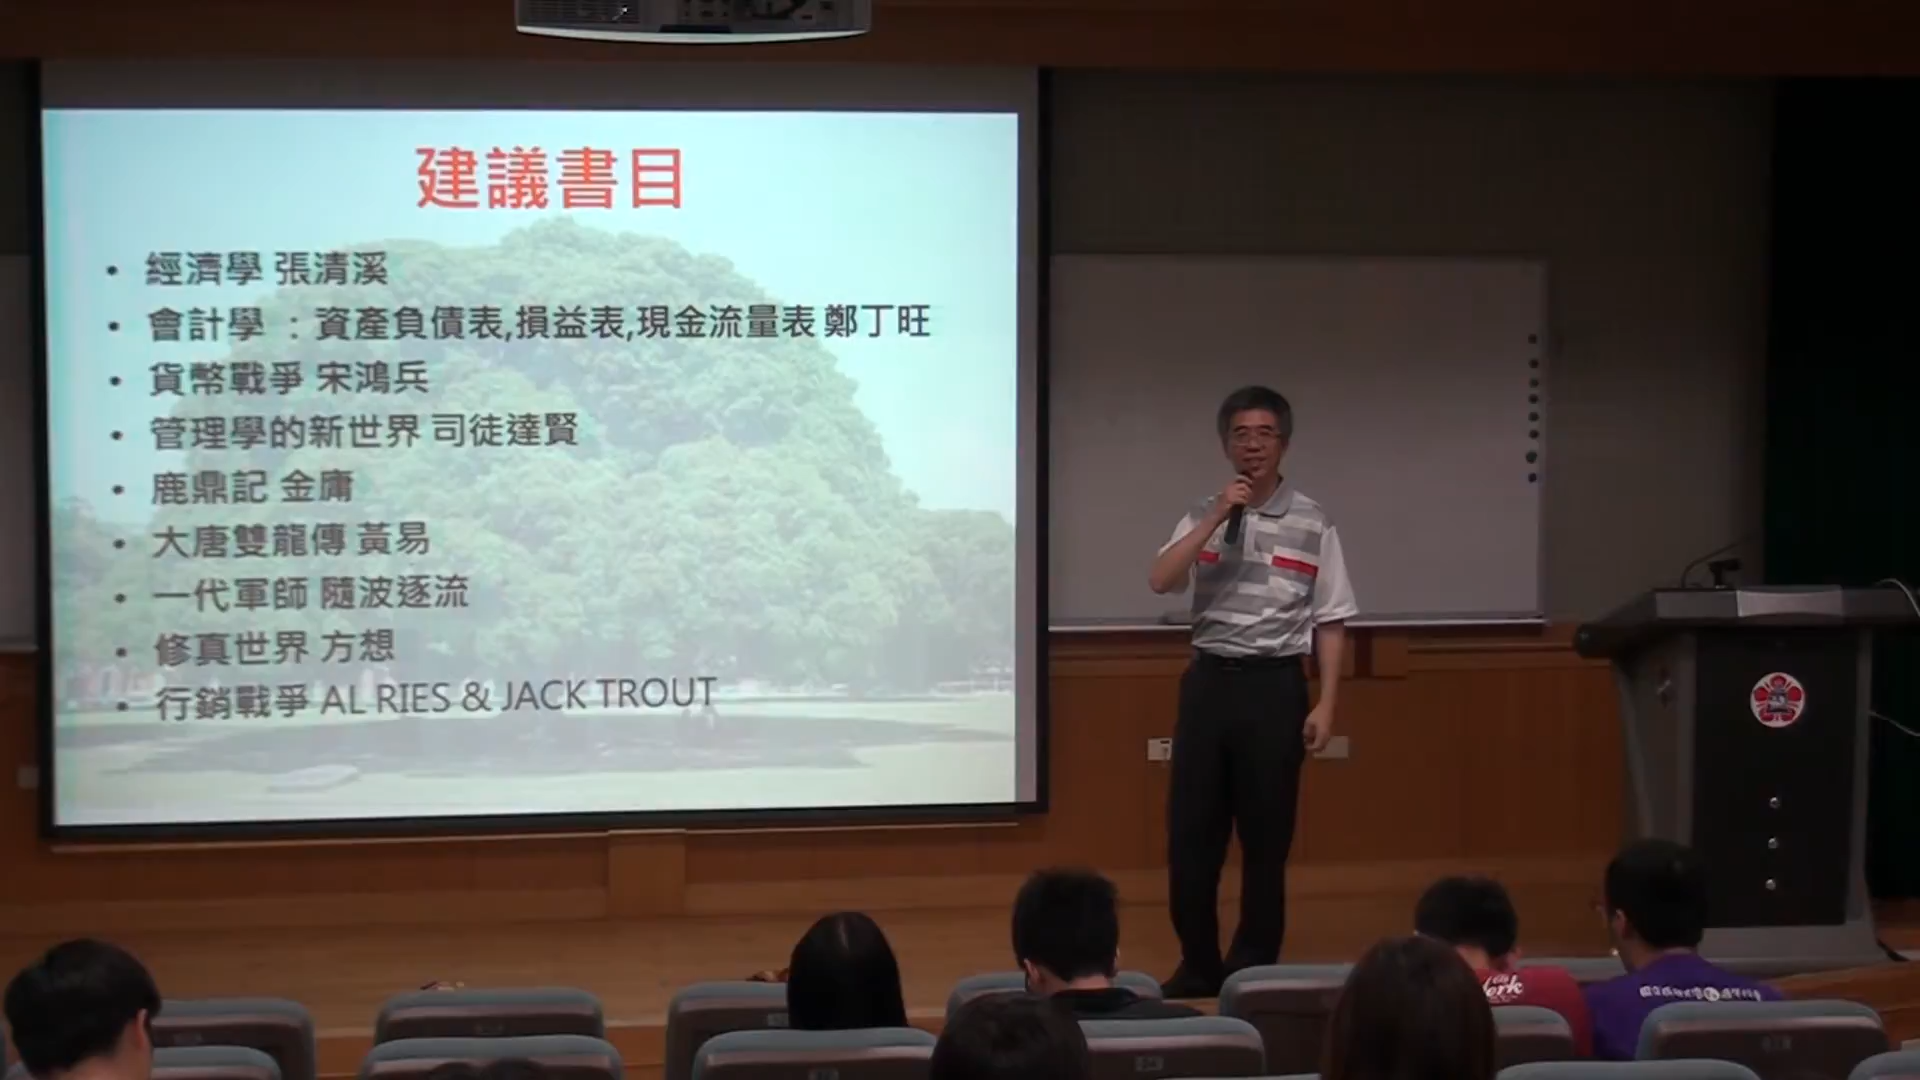 建議書目
• 經濟學 張清溪
• 會計學 ：資產負債表,損益表,現金流量表 鄭丁旺
• 貨幣戰爭 宋鴻兵
• 管理學的新世界 司徒達賢
• 鹿鼎記 金庸
• 大唐雙龍傳 黃易
• 一代軍師 隨波逐流
• 修真世界 方想
• 行銷戰爭 AL RIES & JACK TROUT